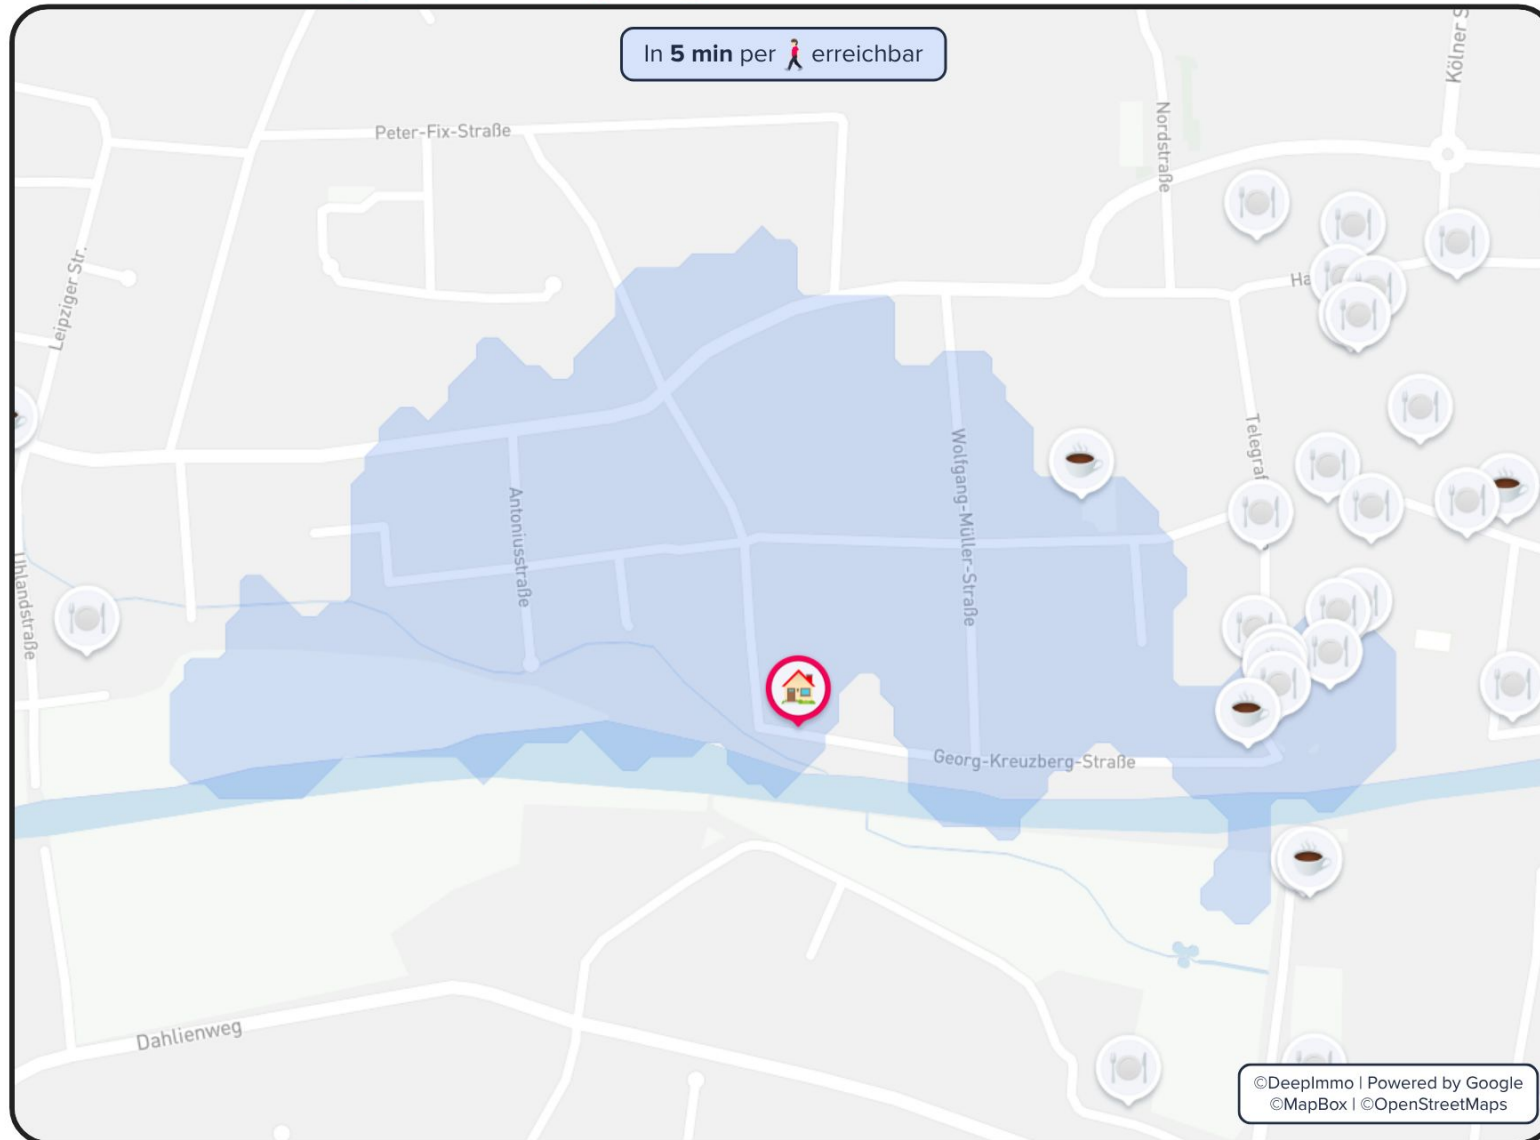 In 5 min per erreichbar
Kölner S
Peter-Fix-Straße
Nordstraße
Leipziger Str.
Ha
Telegraf
Wolfgang-Müller-Straße
Antoniusstraße
Uhlandstraße
Georg-Kreuzberg-Straße
Dahlienweg
©DeepImmo | Powered by Google
©MapBox | ©OpenStreetMaps